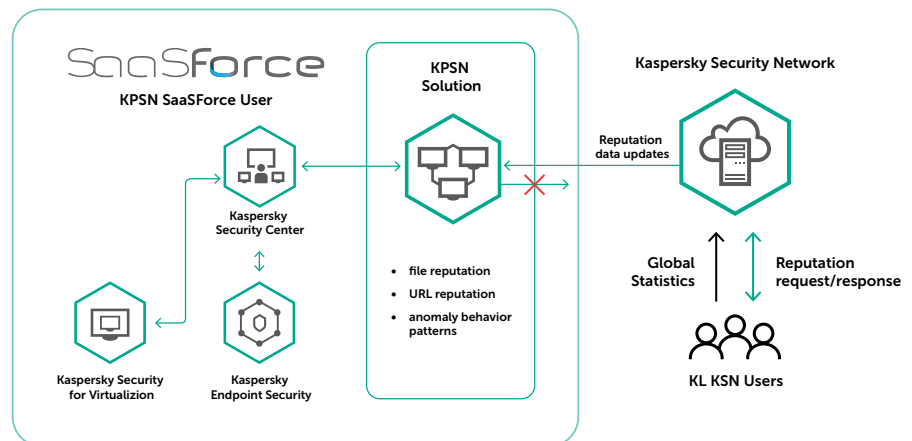 SaaSForce
KPSN SaaSForce User
KPSN
Solution
Kaspersky Security Network
Reputation
data updates
Kaspersky
Security Center
file reputation
URL reputation
anomaly behavior
patterns
Global
Statistics
Reputation
request/response
Kaspersky Security
for Virtualizion
Kaspersky
Endpoint Security
KL KSN Users